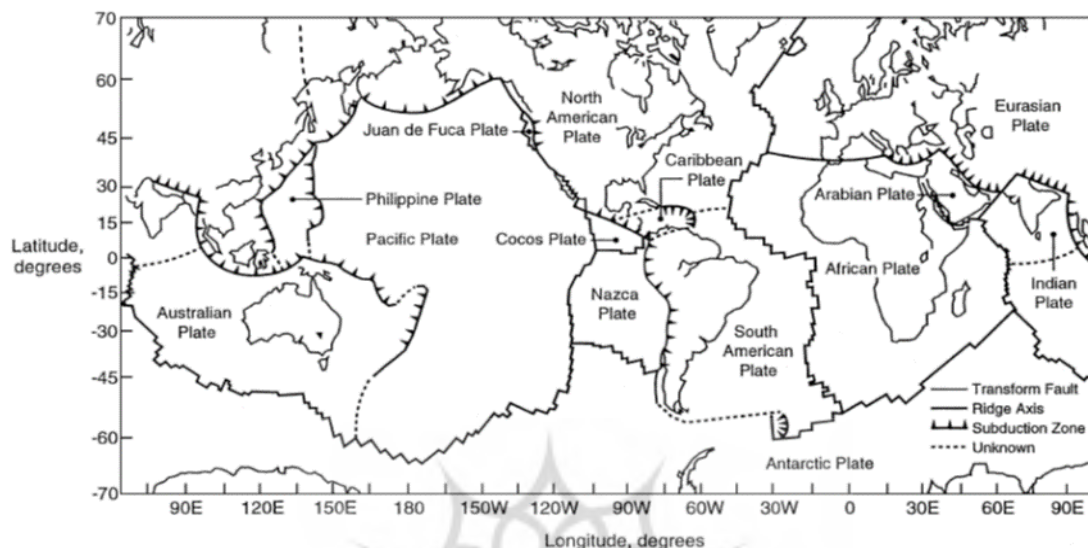 70
60
45
30
15
0
-15
-30
-45
-60
-70
Latitude,
degrees
North
American
Plate
Eurasian
Plate
Juan de Fuca Plate
Caribbean
Plate
Philippine Plate
Arabian Plate
Pacific Plate
Cocos Plate
African Plate
Australian
Plate
Nazca
Plate
Indian
Plate
South
American
Plate
Antarctic Plate
Transform Fault
Ridge Axis
Subduction Zone
Unknown
90E 120E 150E 180 150W 120W 90W 60W 30W 0 30E 60E 90E
Longitude, degrees